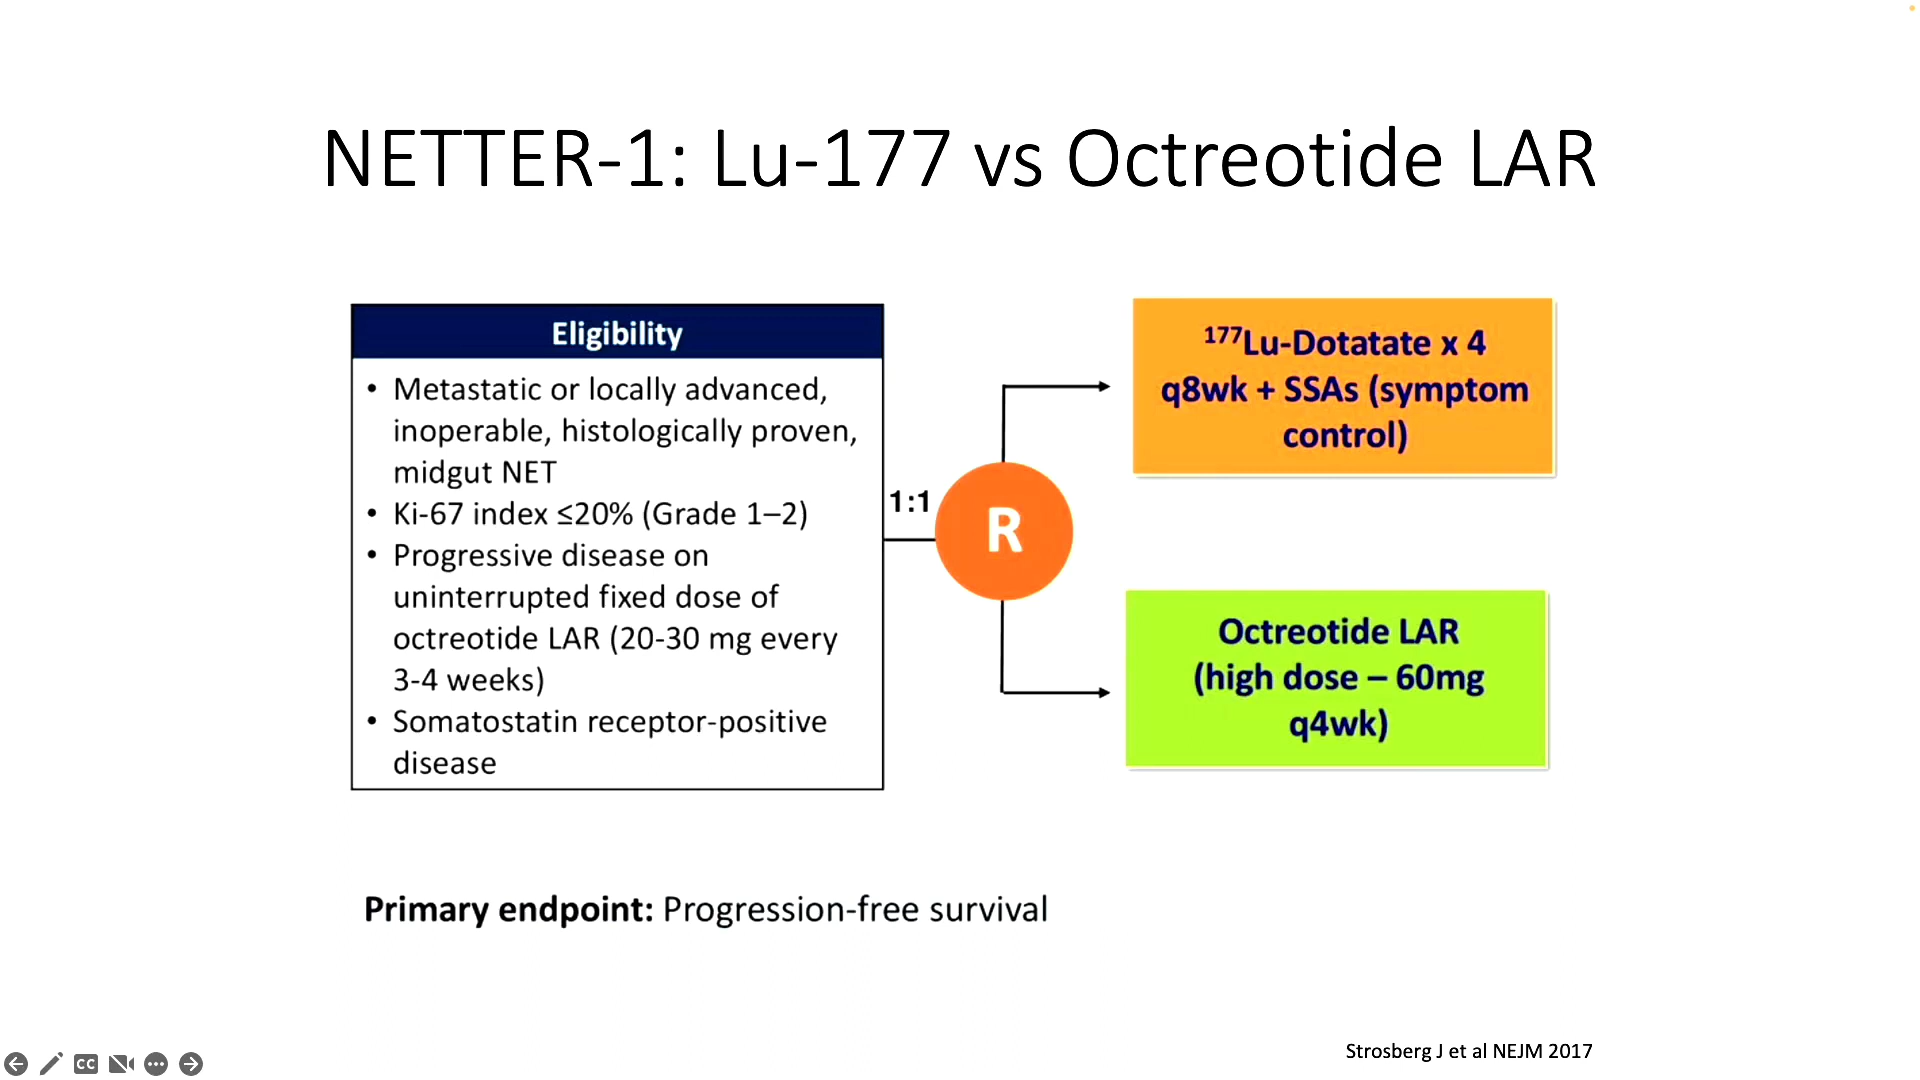 NETTER-1: Lu-177 vs Octreotide LAR
Eligibility
• Metastatic or locally advanced,
inoperable, histologically proven,
midgut NET
• Ki-67 index ≤20% (Grade 1–2)
• Progressive disease on
uninterrupted fixed dose of
octreotide LAR (20-30 mg every
3-4 weeks)
• Somatostatin receptor-positive
disease
1:1
R
¹⁷⁷Lu-Dotatate x 4
q8wk + SSAs (symptom
control)
Octreotide LAR
(high dose – 60mg
q4wk)
Primary endpoint: Progression-free survival
Strosberg J et al NEJM 2017
CC